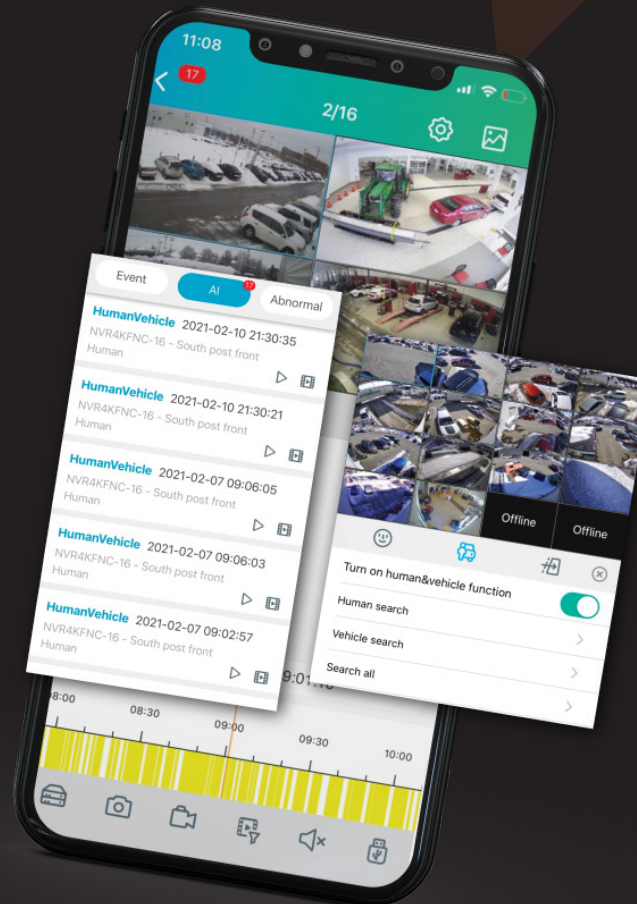 11:08
17
2/16
Event
AI
17
Abnormal
HumanVehicle 2021-02-10 21:30:35
NVR4KFNC-16 - South post front
Human
HumanVehicle 2021-02-10 21:30:21
NVR4KFNC-16 - South post front
Human
HumanVehicle 2021-02-07 09:06:05
NVR4KFNC-16 - South post front
Human
HumanVehicle 2021-02-07 09:06:03
NVR4KFNC-16 - South post front
Human
HumanVehicle 2021-02-07 09:02:57
NVR4KFNC-16 - South post front
Human
Offline
Offline
Turn on human&vehicle function
Human search
Vehicle search
Search all
08:30
09:00
09:30
10:00